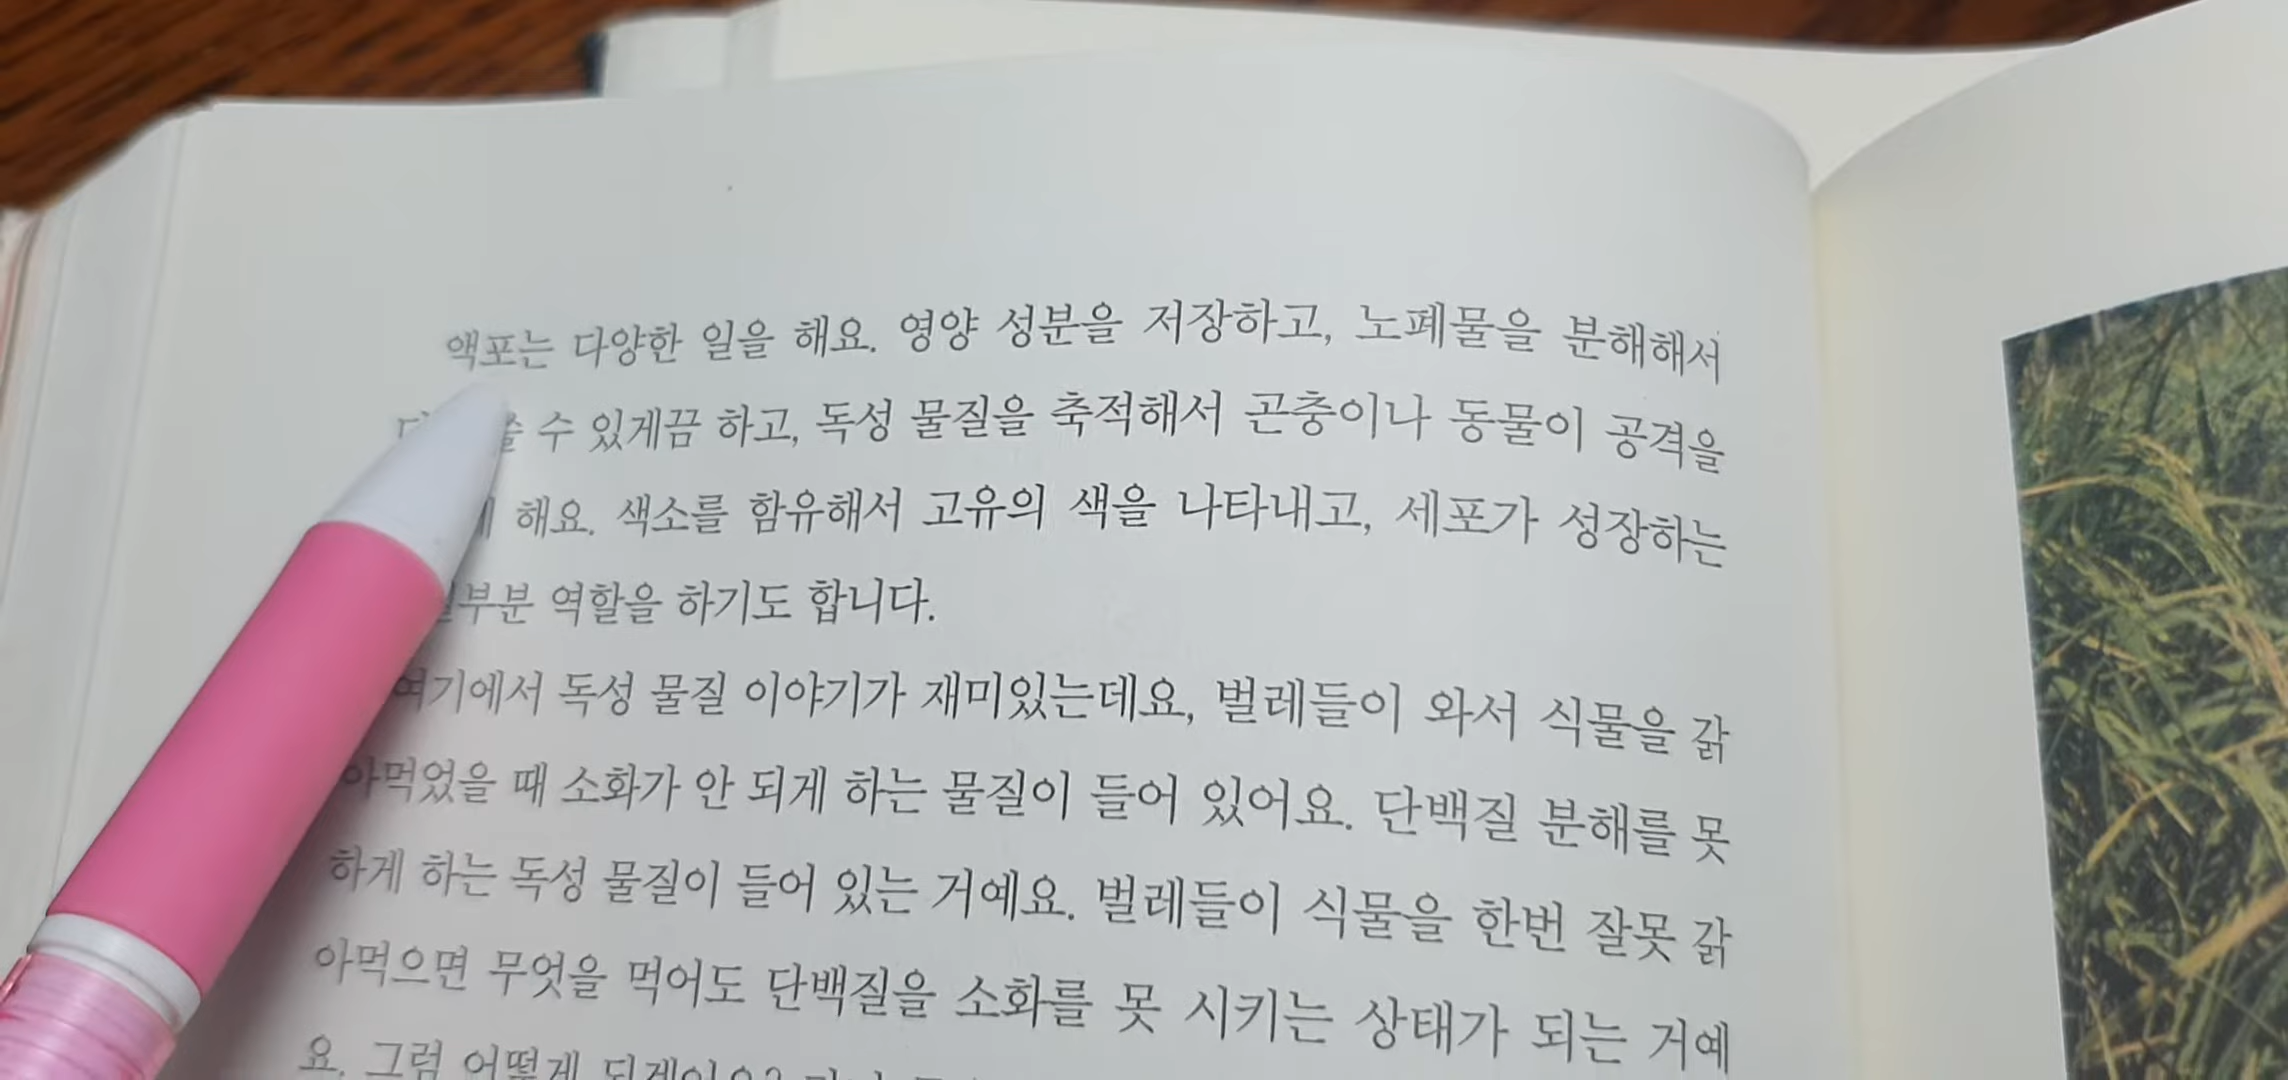 액포는 다양한 일을 해요. 영양 성분을 저장하고, 노폐물을 분해해서
수 있게끔 하고, 독성 물질을 축적해서 곤충이나 동물이 공격을
해요. 색소를 함유해서 고유의 색을 나타내고, 세포가 성장하는
역할을 하기도 합니다.
여기에서 독성 물질 이야기가 재미있는데요, 벌레들이 와서 식물을 갉
아먹었을 때 소화가 안 되게 하는 물질이 들어 있어요. 단백질 분해를 못
하게 하는 독성 물질이 들어 있는 거예요. 벌레들이 식물을 한번 잘못 갉
아먹으면 무엇을 먹어도 단백질을 소화를 못 시키는 상태가 되는 거예
요. 그럼 어떻게